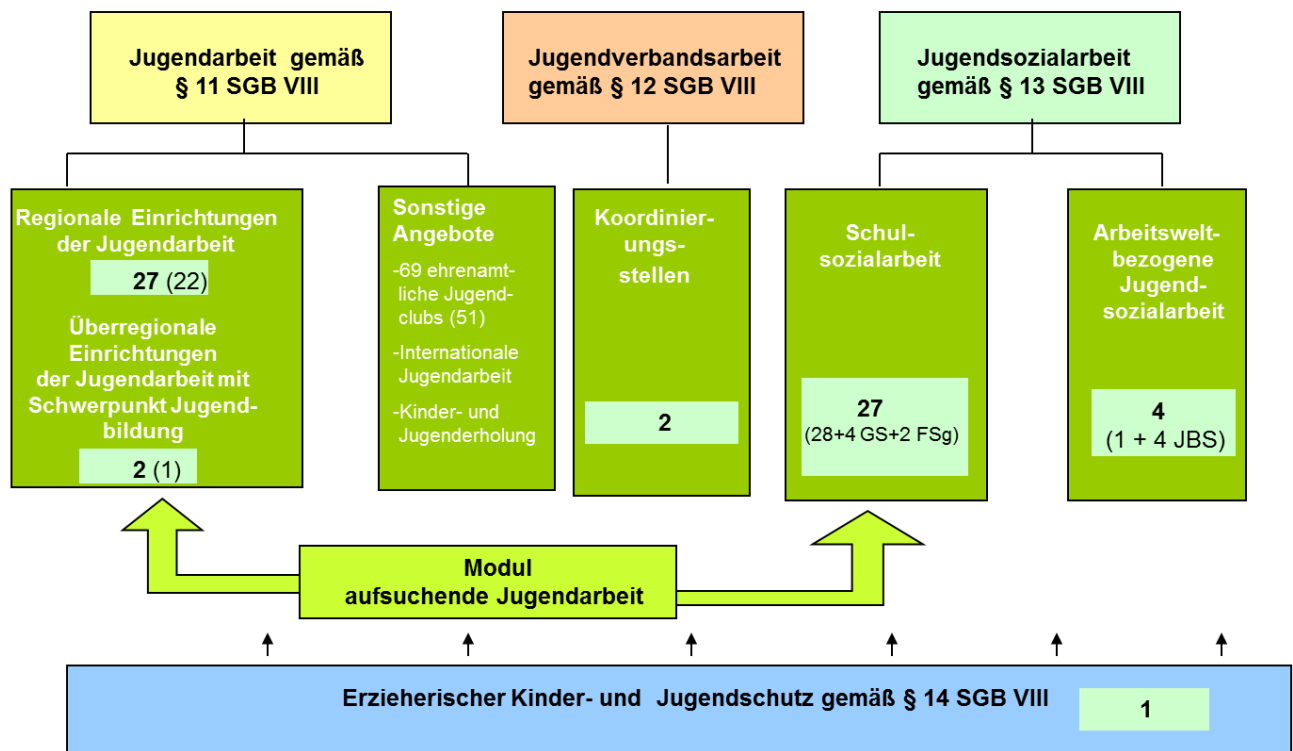 Jugendarbeit gemäß
§ 11 SGB VIII
Jugendverbandsarbeit
gemäß § 12 SGB VIII
Jugendsozialarbeit
gemäß § 13 SGB VIII
Regionale Einrichtungen
der Jugendarbeit
27 (22)
Überregionale
Einrichtungen
der Jugendarbeit mit
Schwerpunkt Jugend-
bildung
2 (1)
Sonstige
Angebote
-69 ehrenamt-
liche Jugend-
clubs (51)
-Internationale
Jugendarbeit
-Kinder- und
Jugenderholung
Koordinier-
ungs-
stellen
2
Schul-
sozialarbeit
27
(28+4 GS+2 FSg)
Arbeitswelt-
bezogene
Jugend-
sozialarbeit
4
(1 + 4 JBS)
Modul
aufsuchende Jugendarbeit
Erzieherischer Kinder- und Jugendschutz gemäß § 14 SGB VIII
1